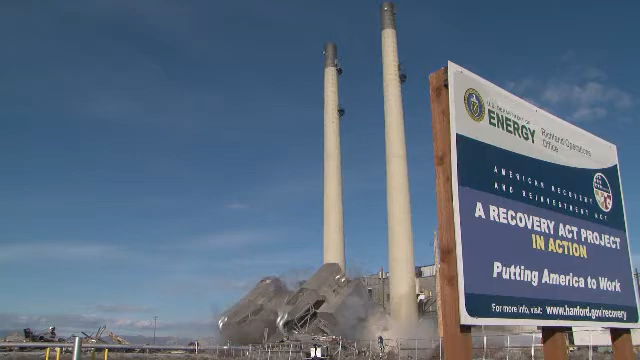 U.S. DEPARTMENT OF
ENERGY
Richland Operations
Office
AMERICAN RECOVERY
AND REINVESTMENT ACT
A RECOVERY ACT PROJECT
IN ACTION
Putting America to Work
For more info, visit: www.hanford.gov/recovery